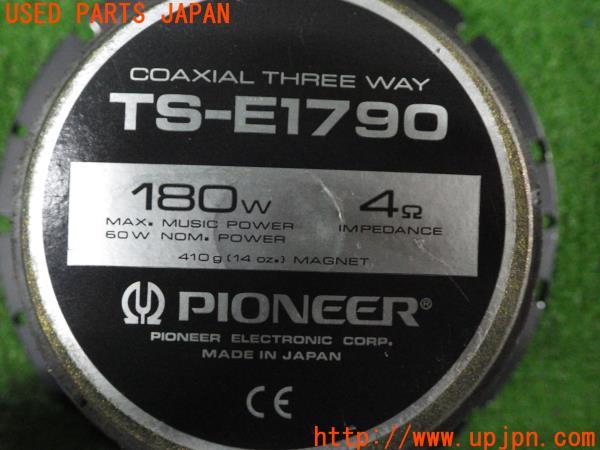 USED PARTS JAPAN
COAXIAL THREE WAY
TS-E1790
180W
MAX. MUSIC POWER
60W NOM. POWER
4Ω
IMPEDANCE
410g (14 oz.) MAGNET
PIONEER®
PIONEER ELECTRONIC CORP.
MADE IN JAPAN
CE
http://www.upjpn.com/